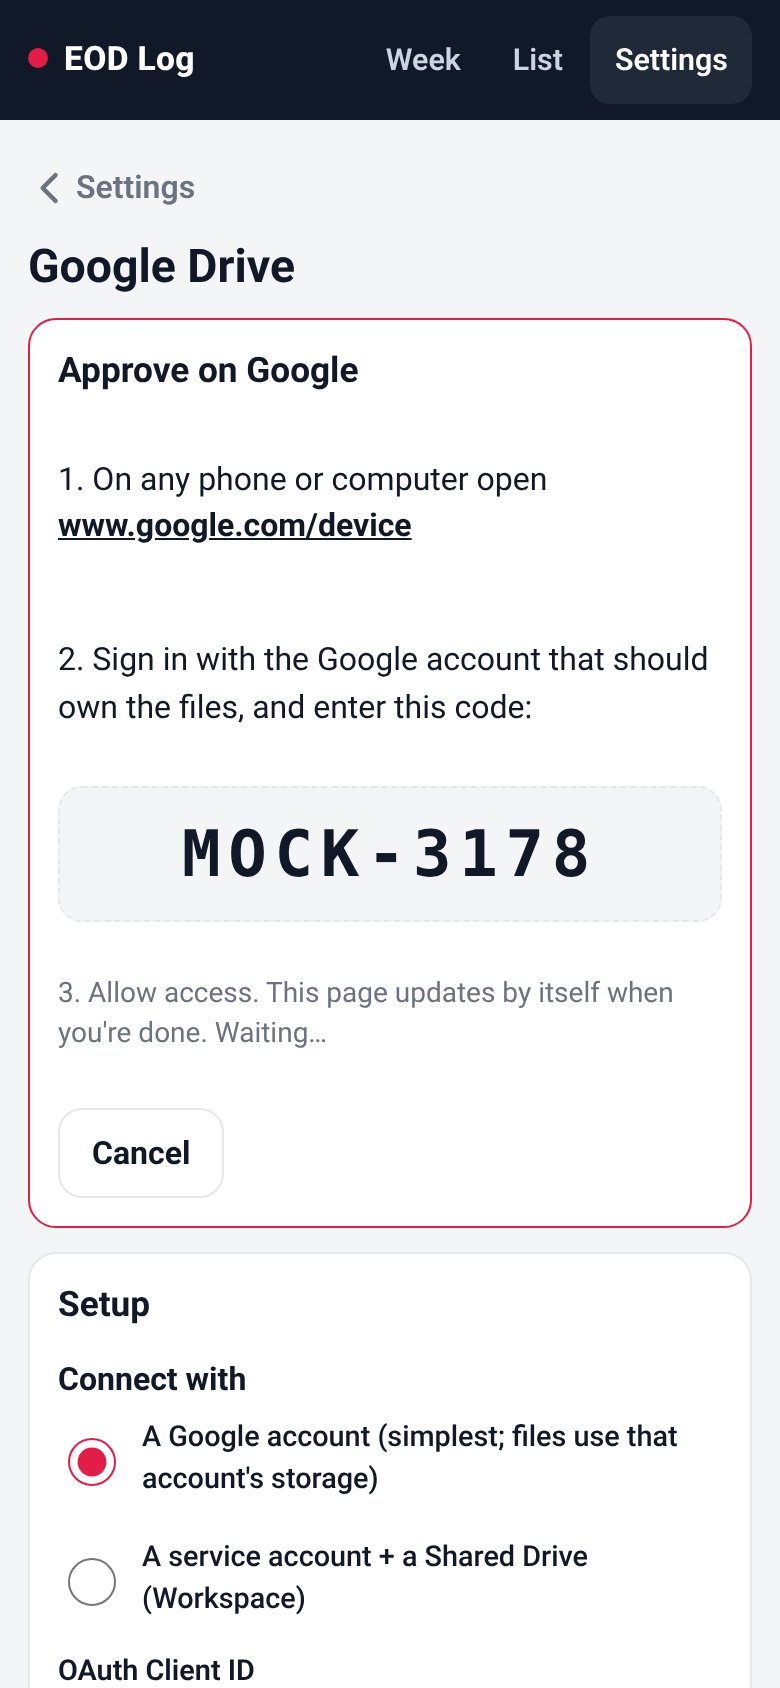 EOD Log
Week
List
Settings
Settings
Google Drive
Approve on Google
1. On any phone or computer open
www.google.com/device
2. Sign in with the Google account that should
own the files, and enter this code:
MOCK-3178
3. Allow access. This page updates by itself when
you're done. Waiting…
Cancel
Setup
Connect with
A Google account (simplest; files use that
account's storage)
A service account + a Shared Drive
(Workspace)
OAuth Client ID